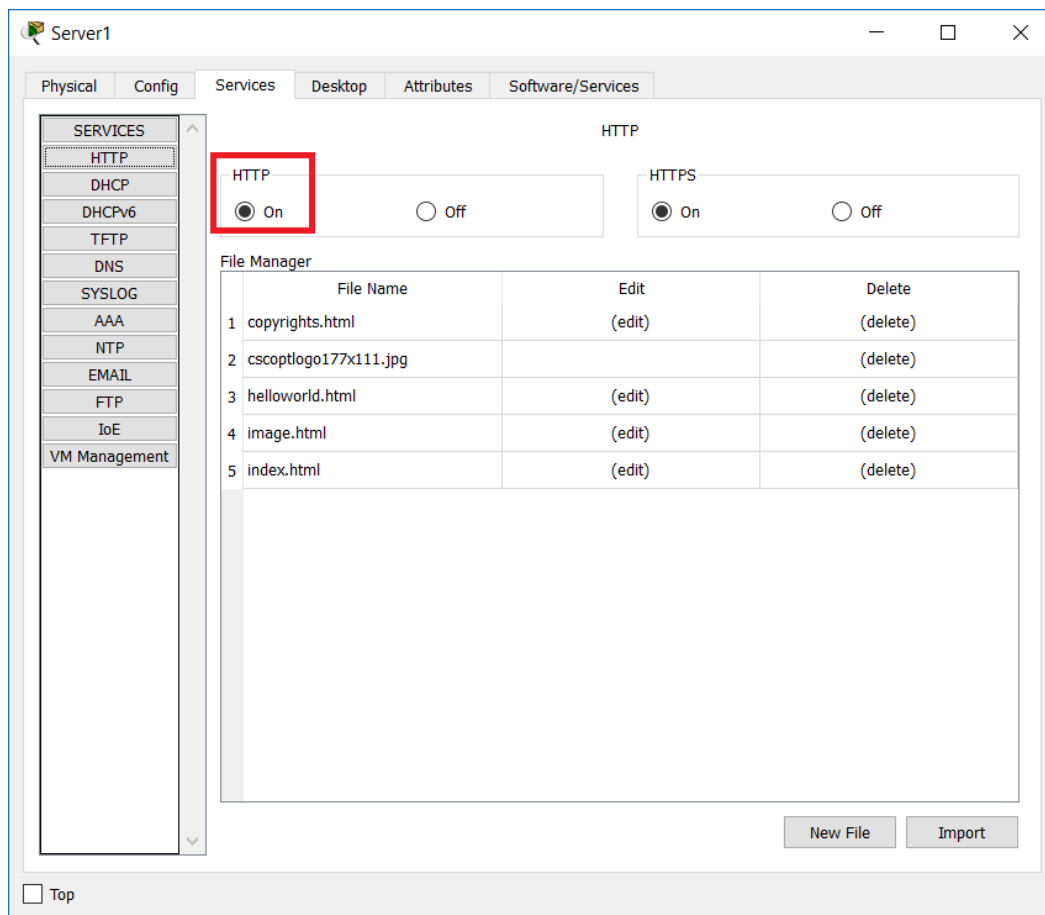 Server1
Physical Config Services Desktop Attributes Software/Services
SERVICES
HTTP
DHCP
DHCPv6
TFTP
DNS
SYSLOG
AAA
NTP
EMAIL
FTP
IoE
VM Management
HTTP
HTTP
On Off
HTTPS
On Off
File Manager
File Name Edit Delete
1 copyrights.html (edit) (delete)
2 cscoptlogo177x111.jpg (delete)
3 helloworld.html (edit) (delete)
4 image.html (edit) (delete)
5 index.html (edit) (delete)
New File Import
Top